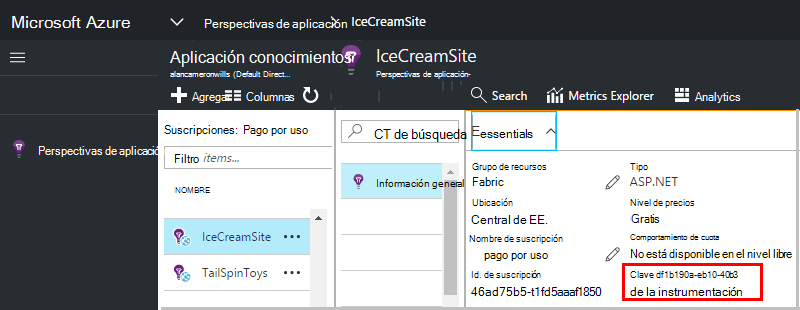 Microsoft Azure
Perspectivas de aplicación
IceCreamSite
Aplicación conocimientos
alancameronwills (Default Direct...
IceCreamSite
Perspectivas de aplicación-
Agregar
Columnas
Search
Metrics Explorer
Analytics
Suscripciones: Pago por uso
CT de búsqueda
Eessentials
Perspectivas de aplicació
Filtro items...
NOMBRE
Información general
Grupo de recursos
Fabric
Tipo
ASP.NET
Ubicación
Central de EE.
Nivel de precios
Gratis
IceCreamSite
TailSpinToys
Nombre de suscripción
pago por uso
Comportamiento de cuota
No está disponible en el nivel libre
Id. de suscripción
46ad75b5-t1fd5aaaf1850
Clave df1b190a-eb10-40b3
de la instrumentación